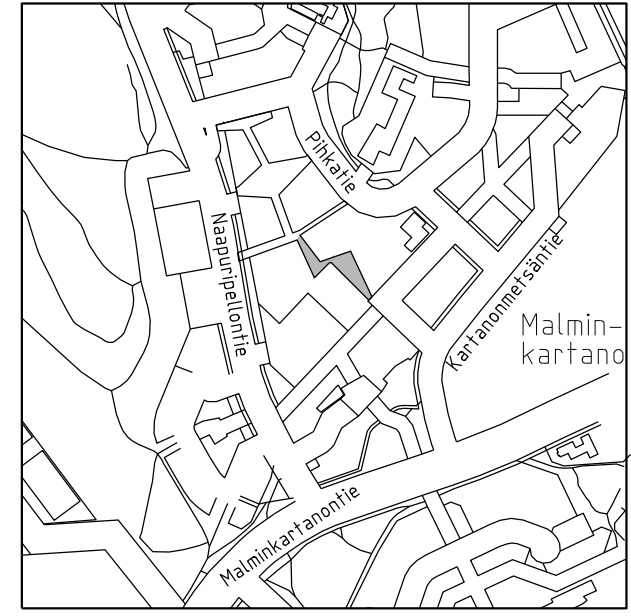 Pihkatie
Naapuripellontie
Kartanonmetsäntie
Malmin-
kartano
Malminkartanontie